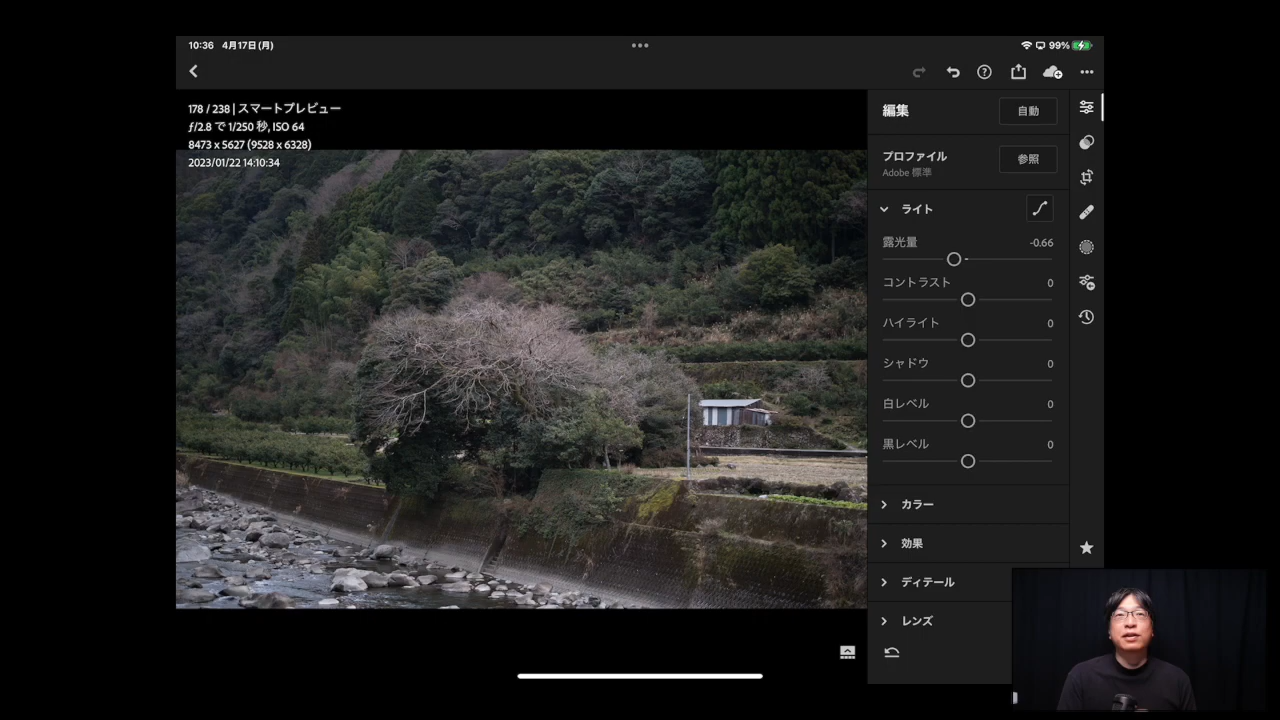 10:36 4月17日(月)
99%
178 / 238 | スマートプレビュー
ƒ/2.8 で 1/250 秒, ISO 64
8473 x 5627 (9528 x 6328)
2023/01/22 14:10:34
編集
自動
プロファイル
Adobe 標準
参照
ライト
露光量 -0.66
コントラスト 0
ハイライト 0
シャドウ 0
白レベル 0
黒レベル 0
カラー
効果
ディテール
レンズ